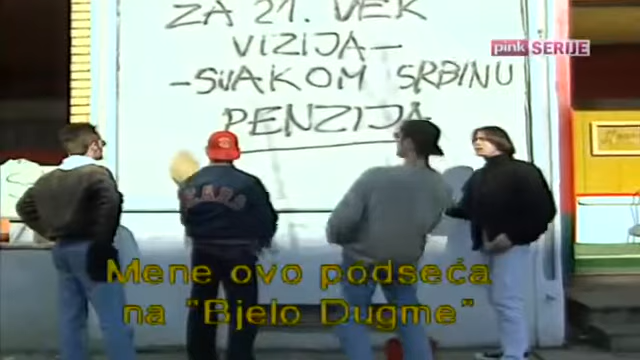 ZA 21. VEK
VIZIJA-
-SVAKOM SRBINU
PENZIJA
pink SERIJE
Mene ovo podseća
na "Bjelo Dugme"